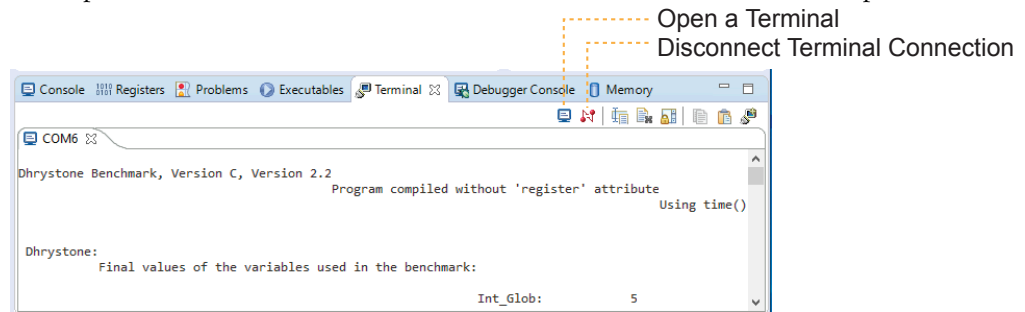 Open a Terminal
Disconnect Terminal Connection
Console Registers Problems Executables Terminal Debugger Console Memory
COM6
Dhrystone Benchmark, Version C, Version 2.2
Program compiled without 'register' attribute
Using time()
Dhrystone:
Final values of the variables used in the benchmark:
Int_Glob: 5